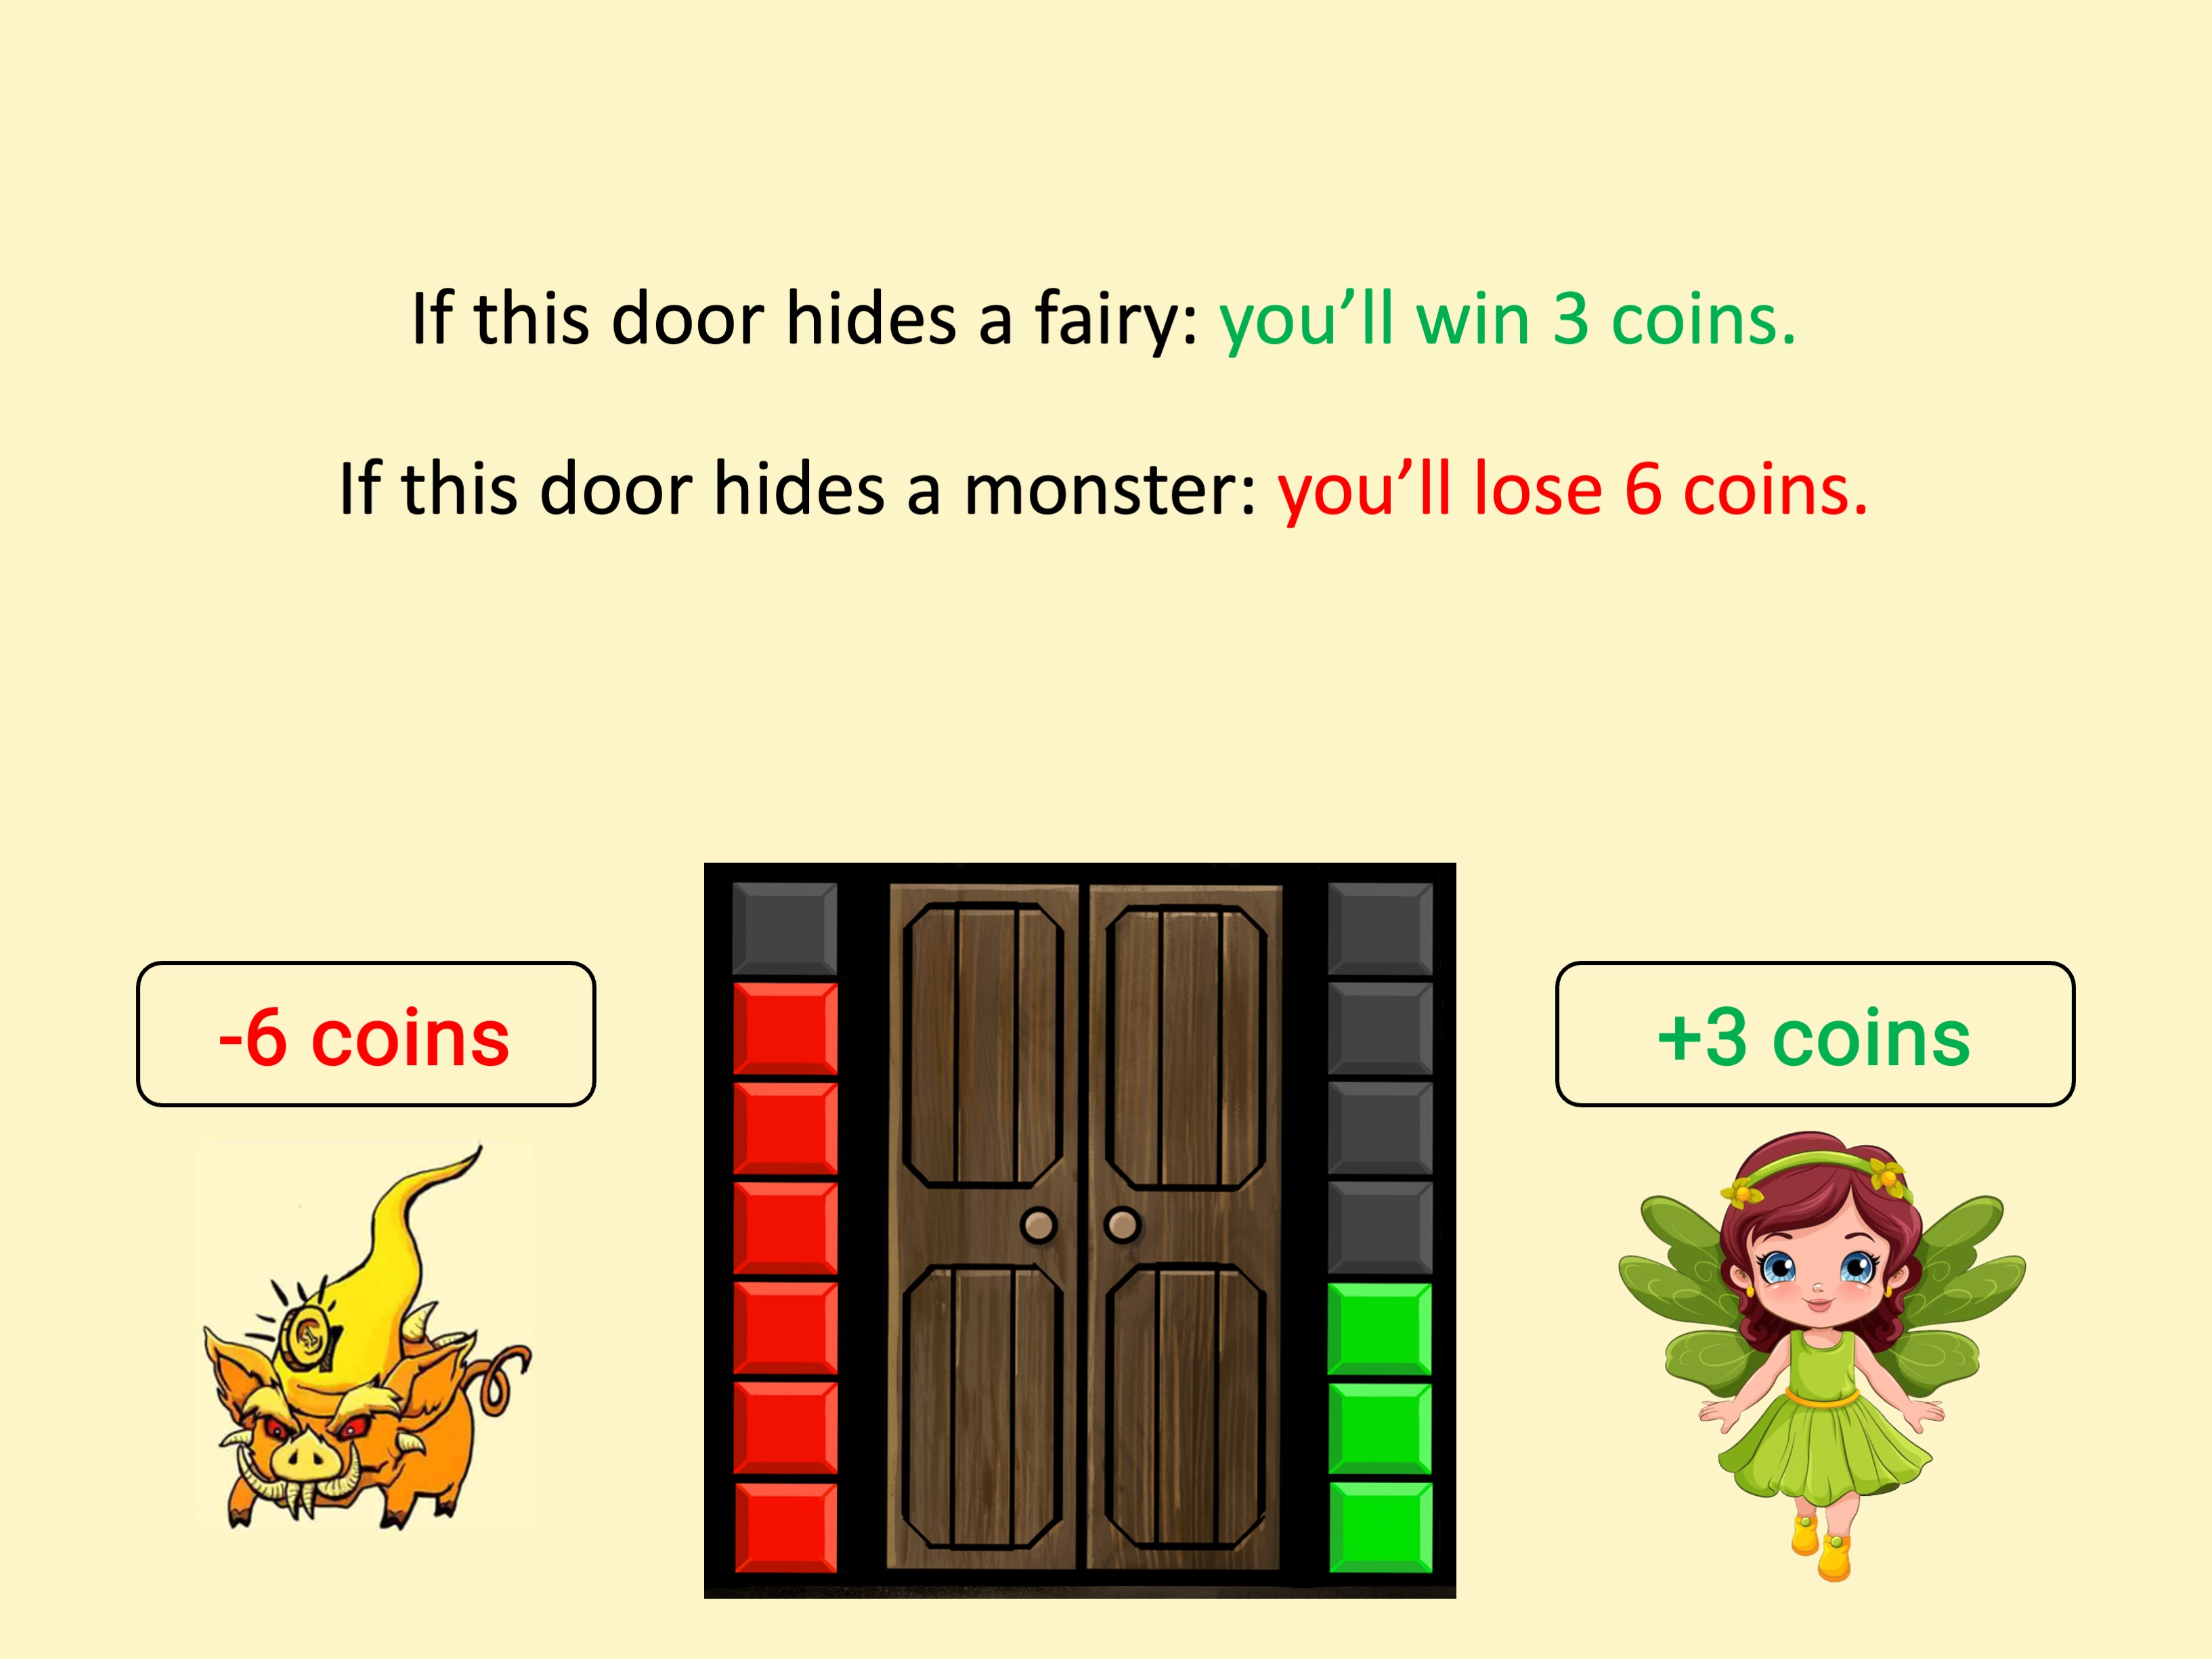 If this door hides a fairy: you’ll win 3 coins.
If this door hides a monster: you’ll lose 6 coins.
-6 coins
+3 coins